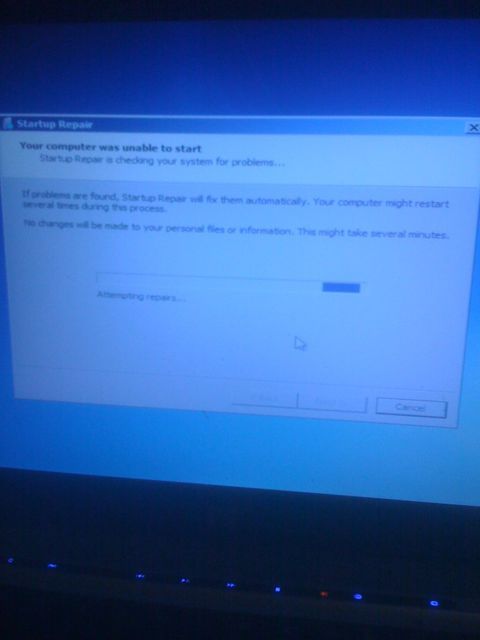 Startup Repair
Your computer was unable to start
Startup Repair is checking your system for problems...
If problems are found, Startup Repair will fix them automatically. Your computer might restart
several times during this process.
No changes will be made to your personal files or information. This might take several minutes.
Attempting repairs...
Cancel